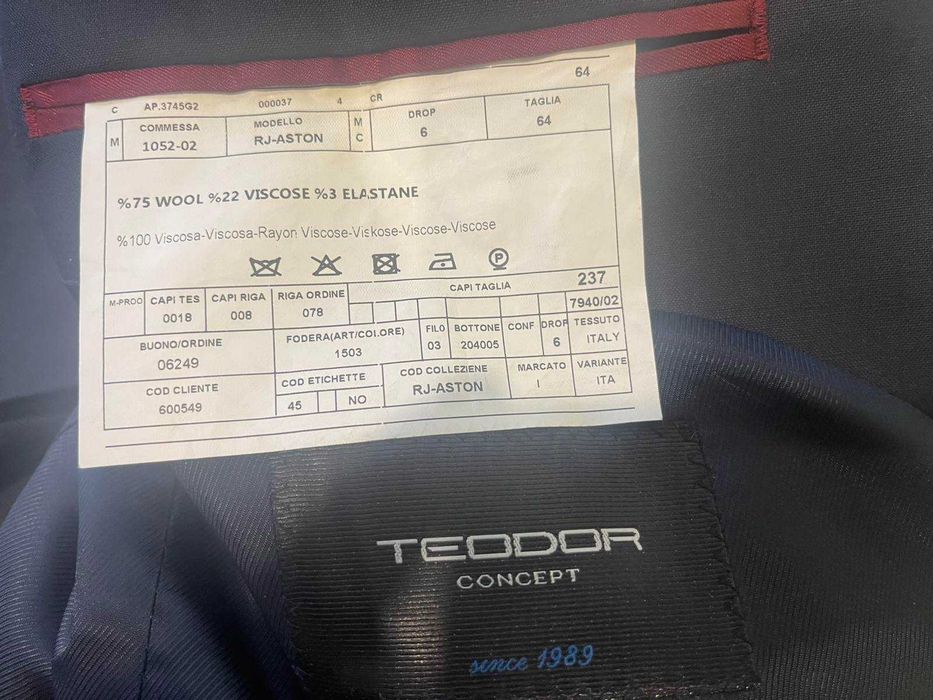 64
C AP.3745G2 000037 4 CR
M COMMESSA MODELLO M DROP TAGLIA
1052-02 RJ-ASTON C 6 64
%75 WOOL %22 VISCOSE %3 ELASTANE
%100 Viscosa-Viscosa-Rayon Viscose-Viskose-Viscose-Viscose
P
M-PROO CAPI TES CAPI RIGA RIGA ORDINE CAPI TAGLIA 237
0018 008 078 7940/02
BUONO/ORDINE FODERA(ART/COLORE) FILO BOTTONE CONF DROP TESSUTO
06249 1503 03 204005 6 ITALY
COD CLIENTE COD ETICHETTE COD COLLEZIENE MARCATO VARIANTE
600549 45 NO RJ-ASTON I ITA
TEODOR
CONCEPT
since 1989